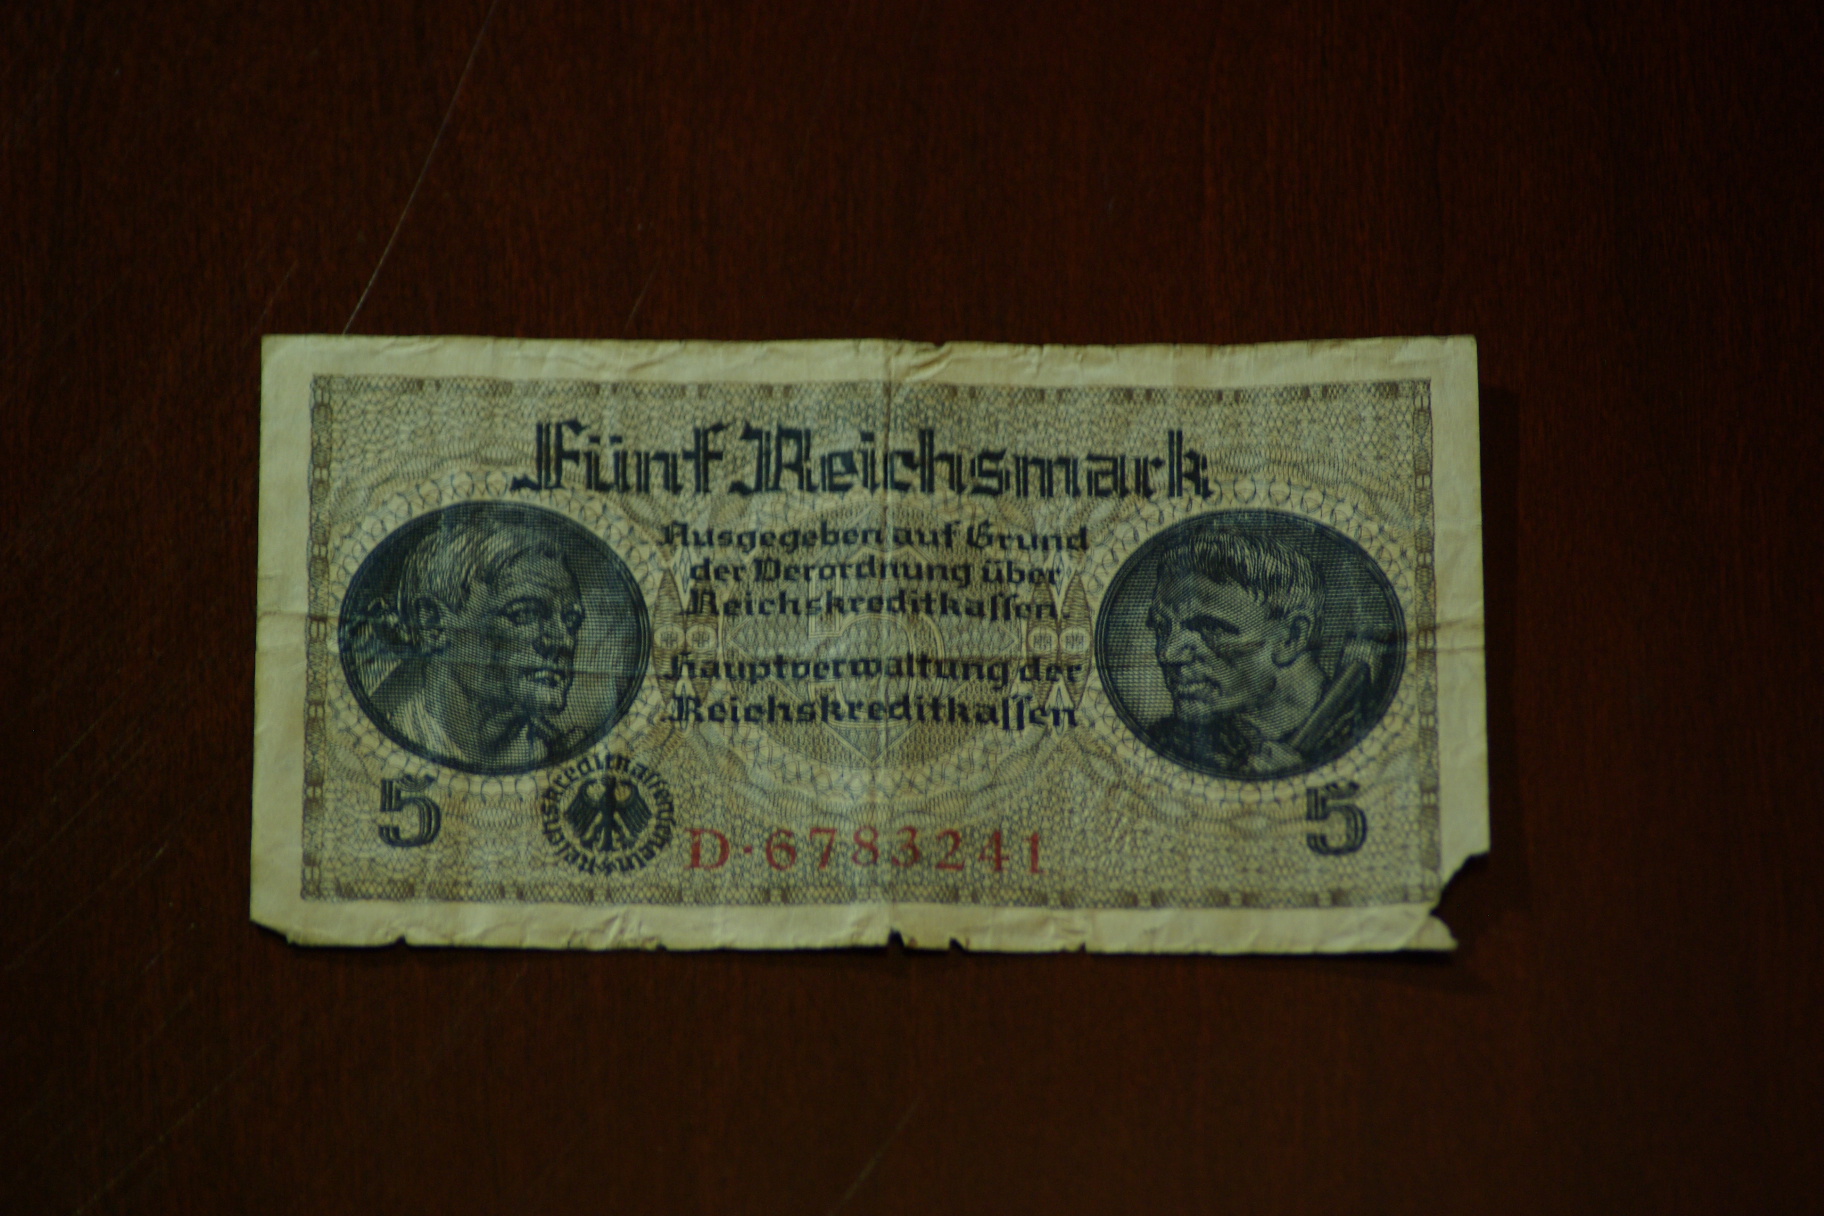 Fünf Reichsmark
Ausgegeben auf Grund
der Verordnung über
Reichskreditkassen.
Hauptverwaltung der
Reichskreditkassen
5
5
D·6783241